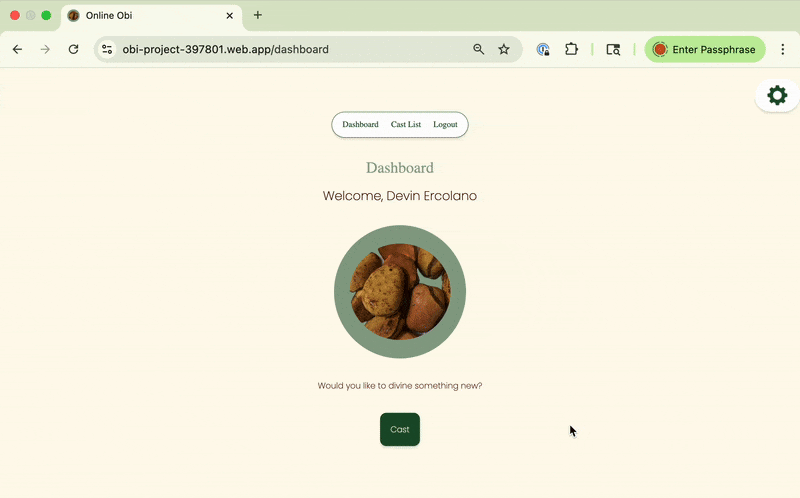 Online Obi
obi-project-397801.web.app/dashboard
Enter Passphrase
Dashboard Cast List Logout
Dashboard
Welcome, Devin Ercolano
Would you like to divine something new?
Cast